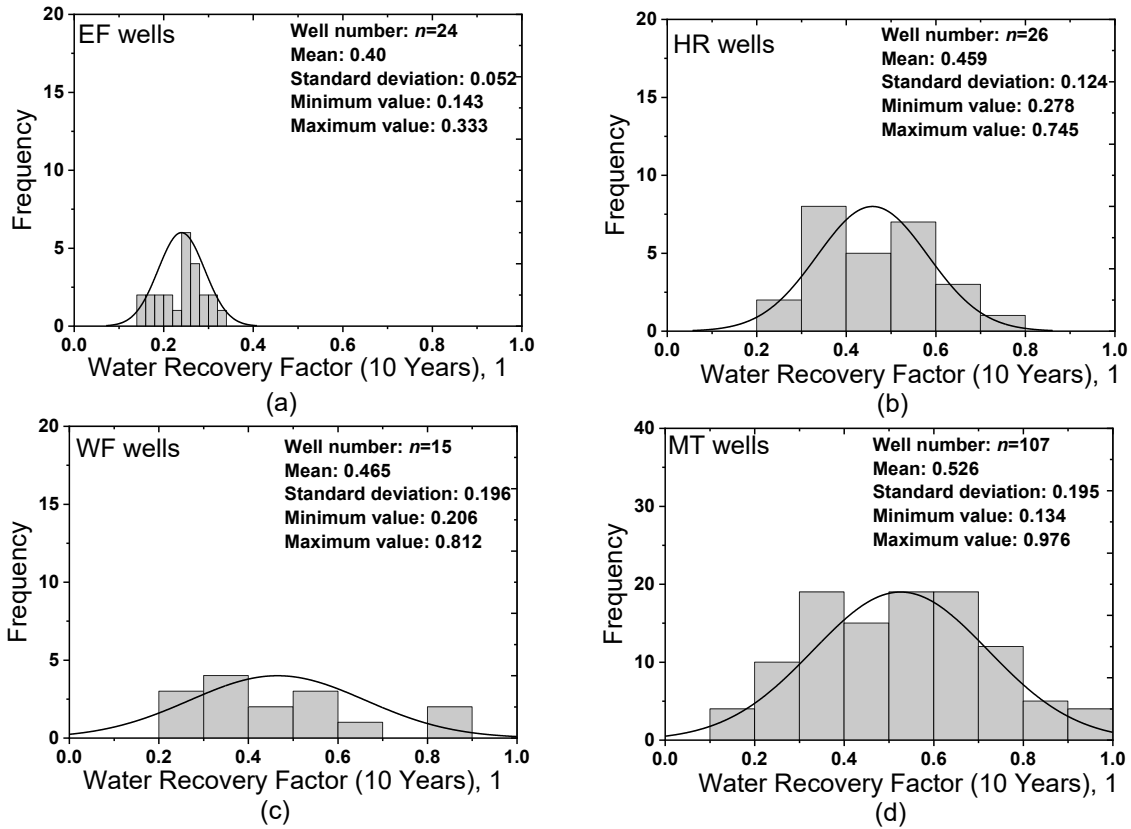 EF wells
Well number: n=24
Mean: 0.40
Standard deviation: 0.052
Minimum value: 0.143
Maximum value: 0.333
20
15
10
5
0
Frequency
0.0 0.2 0.4 0.6 0.8 1.0
Water Recovery Factor (10 Years), 1
(a)
HR wells
Well number: n=26
Mean: 0.459
Standard deviation: 0.124
Minimum value: 0.278
Maximum value: 0.745
20
15
10
5
0
Frequency
0.0 0.2 0.4 0.6 0.8 1.0
Water Recovery Factor (10 Years), 1
(b)
WF wells
Well number: n=15
Mean: 0.465
Standard deviation: 0.196
Minimum value: 0.206
Maximum value: 0.812
20
15
10
5
0
Frequency
0.0 0.2 0.4 0.6 0.8 1.0
Water Recovery Factor (10 Years), 1
(c)
MT wells
Well number: n=107
Mean: 0.526
Standard deviation: 0.195
Minimum value: 0.134
Maximum value: 0.976
40
30
20
10
0
Frequency
0.0 0.2 0.4 0.6 0.8 1.0
Water Recovery Factor (10 Years), 1
(d)